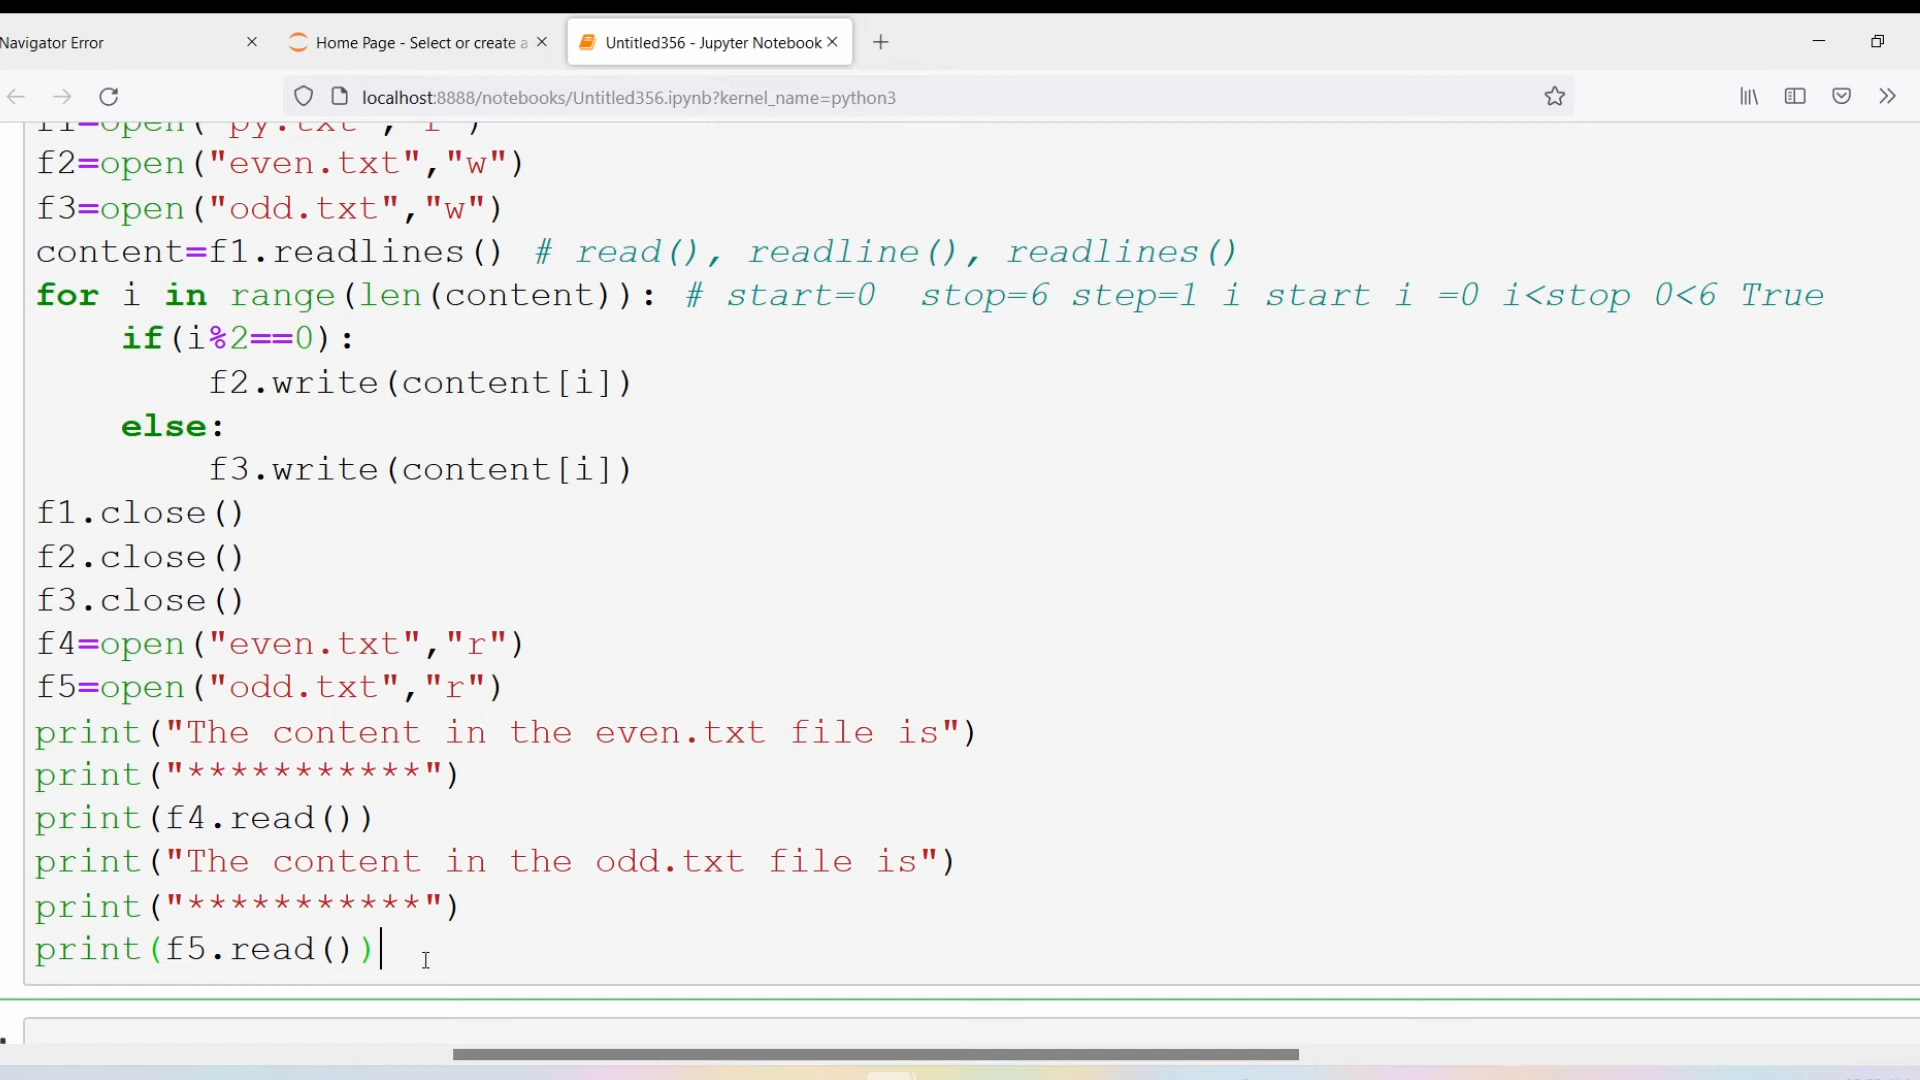 Navigator Error
Home Page - Select or create a
Untitled356 - Jupyter Notebook
localhost:8888/notebooks/Untitled356.ipynb?kernel_name=python3
f1=open("py.txt","r")
f2=open("even.txt","w")
f3=open("odd.txt","w")
content=f1.readlines() # read(), readline(), readlines()
for i in range(len(content)): # start=0 stop=6 step=1 i start i =0 i<stop 0<6 True
if(i%2==0):
f2.write(content[i])
else:
f3.write(content[i])
f1.close()
f2.close()
f3.close()
f4=open("even.txt","r")
f5=open("odd.txt","r")
print("The content in the even.txt file is")
print("***********")
print(f4.read())
print("The content in the odd.txt file is")
print("***********")
print(f5.read())